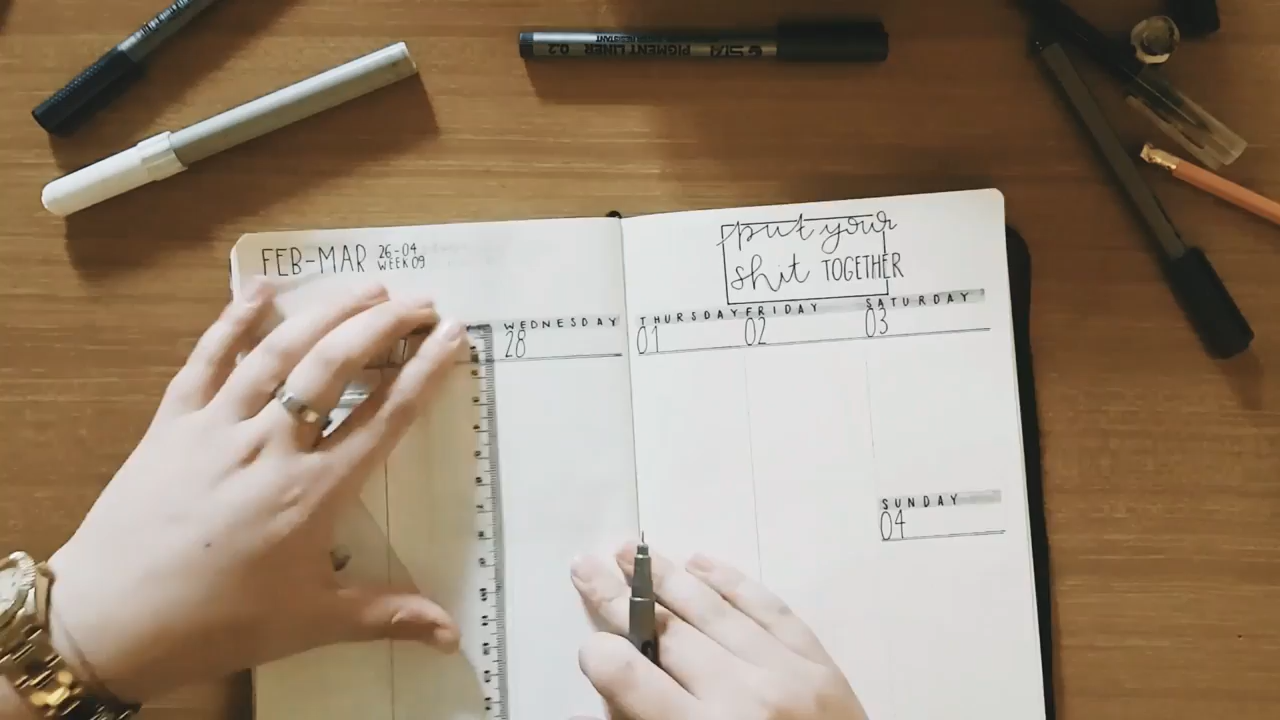 STA PIGMENT LINER 0.2
FEB-MAR
26-04
WEEK 09
put your
shit TOGETHER
WEDNESDAY
28
THURSDAY
01
FRIDAY
02
SATURDAY
03
SUNDAY
04